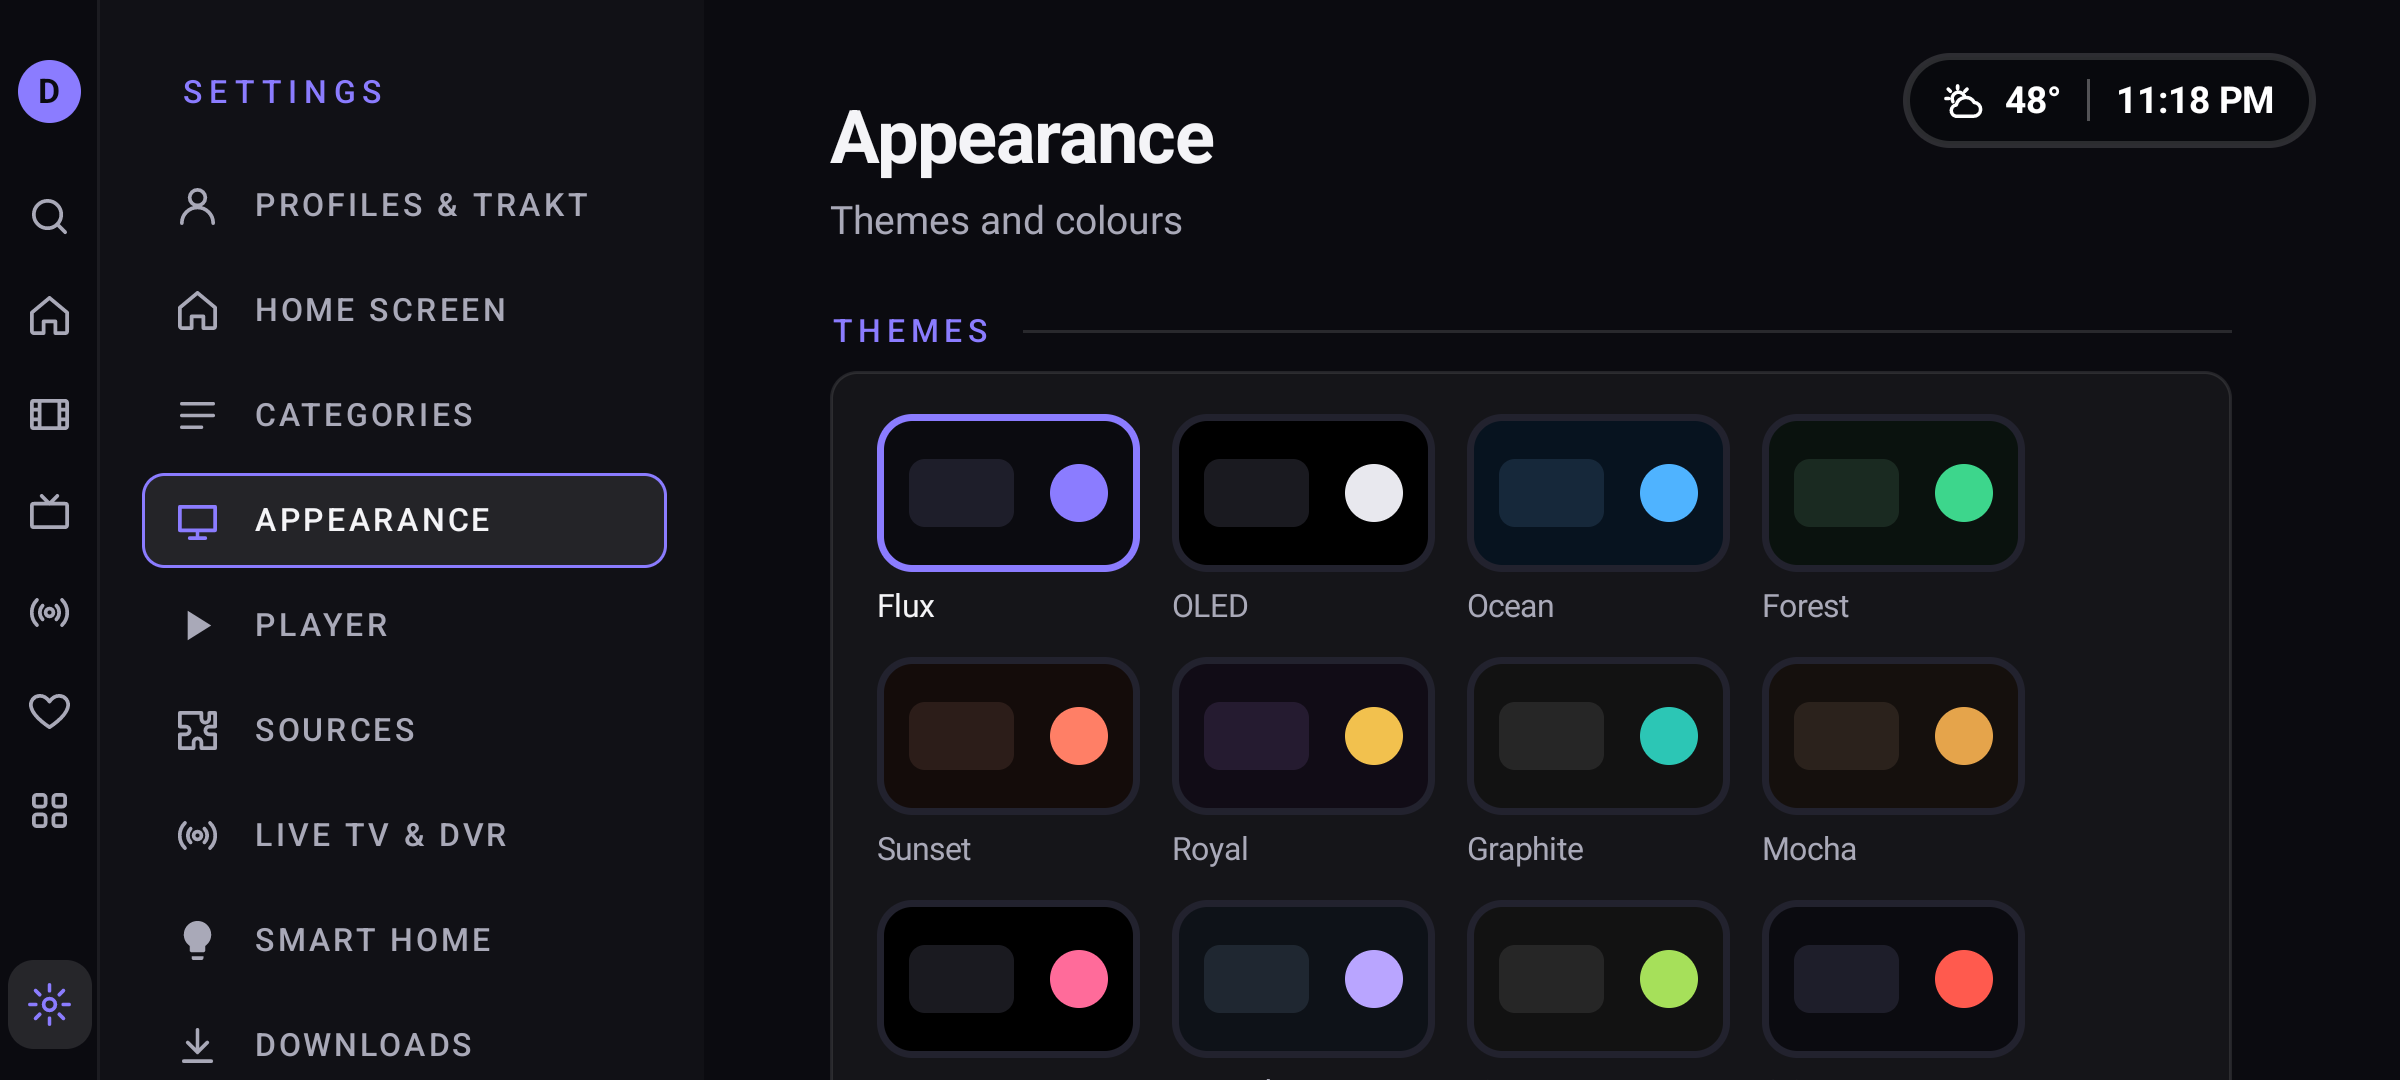 D
SETTINGS
PROFILES & TRAKT
HOME SCREEN
CATEGORIES
APPEARANCE
PLAYER
SOURCES
LIVE TV & DVR
SMART HOME
DOWNLOADS
48° 11:18 PM
Appearance
Themes and colours
THEMES
Flux OLED Ocean Forest
Sunset Royal Graphite Mocha